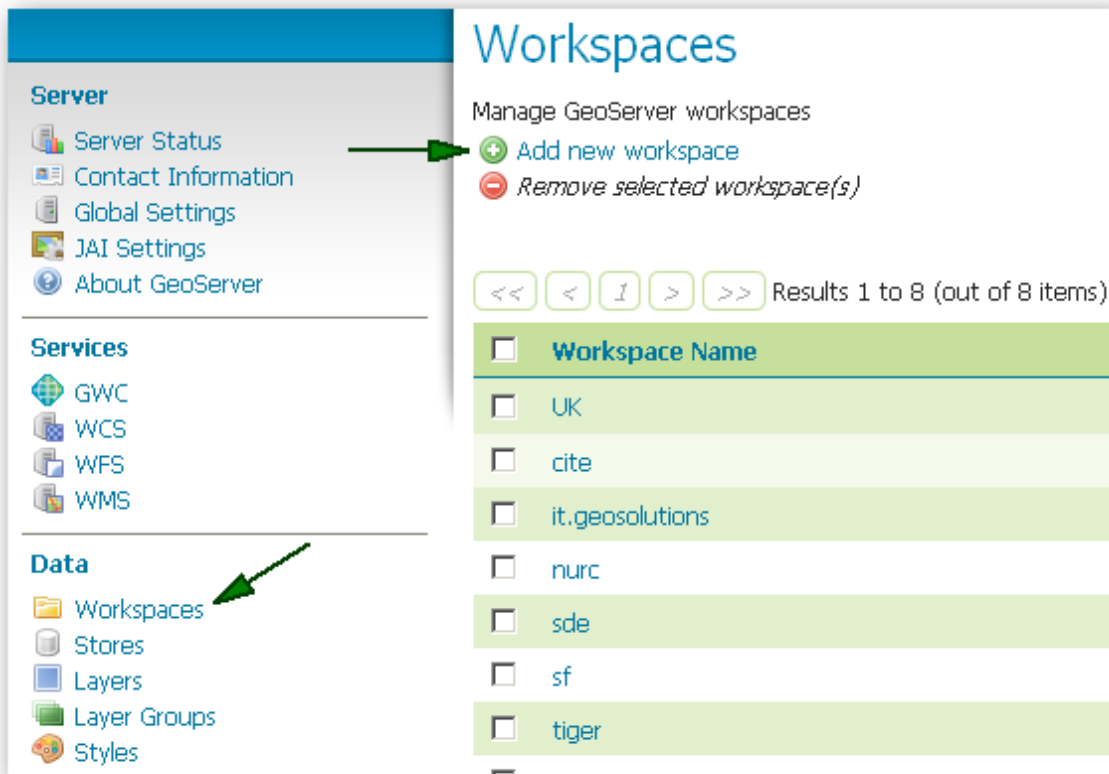 Server
Server Status
Contact Information
Global Settings
JAI Settings
About GeoServer
Services
GWC
WCS
WFS
WMS
Data
Workspaces
Stores
Layers
Layer Groups
Styles
Workspaces
Manage GeoServer workspaces
Add new workspace
Remove selected workspace(s)
<< < 1 > >> Results 1 to 8 (out of 8 items)
Workspace Name
UK
cite
it.geosolutions
nurc
sde
sf
tiger